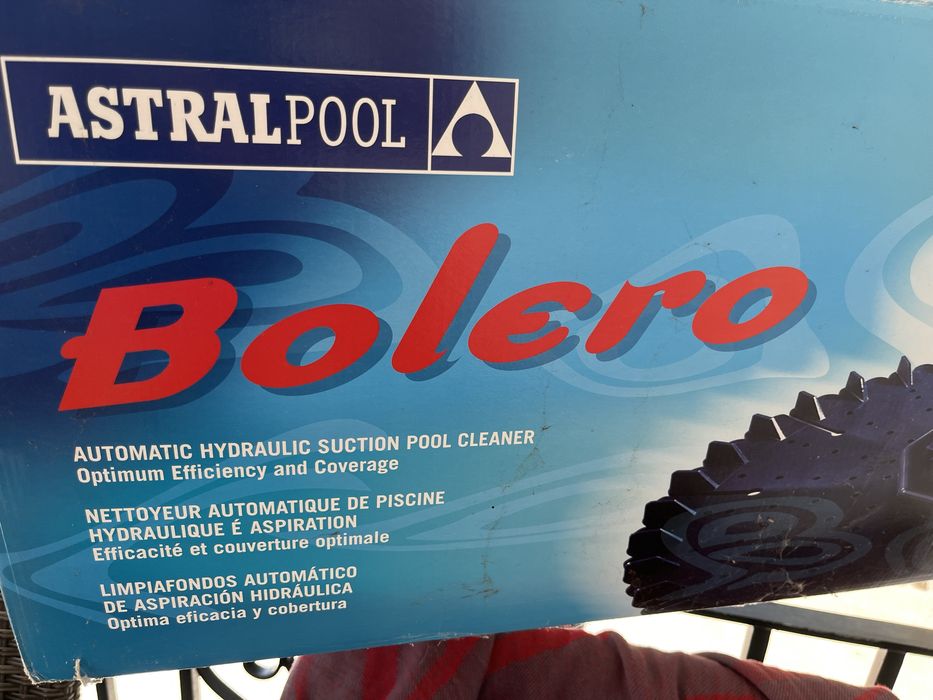 ASTRALPOOL
Bolero
AUTOMATIC HYDRAULIC SUCTION POOL CLEANER
Optimum Efficiency and Coverage
NETTOYEUR AUTOMATIQUE DE PISCINE
HYDRAULIQUE É ASPIRATION
Efficacité et couverture optimale
LIMPIAFONDOS AUTOMÁTICO
DE ASPIRACIÓN HIDRÁULICA
Optima eficacia y cobertura